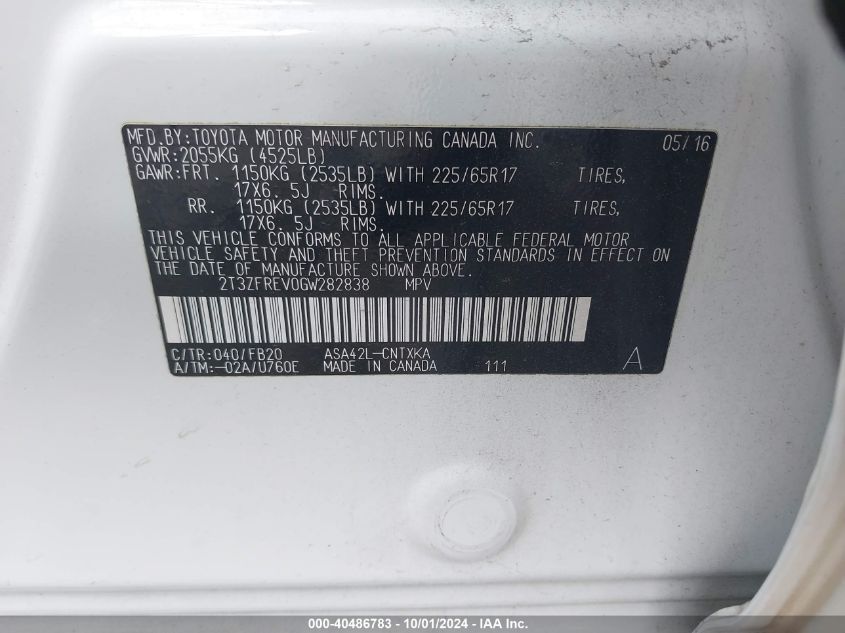 MFD.BY:TOYOTA MOTOR MANUFACTURING CANADA INC. 05/16
GVWR:2055KG (4525LB)
GAWR:FRT. 1150KG (2535LB) WITH 225/65R17 TIRES,
17X6. 5J RIMS.
RR. 1150KG (2535LB) WITH 225/65R17 TIRES,
17X6. 5J RIMS.
THIS VEHICLE CONFORMS TO ALL APPLICABLE FEDERAL MOTOR
VEHICLE SAFETY AND THEFT PREVENTION STANDARDS IN EFFECT ON
THE DATE OF MANUFACTURE SHOWN ABOVE.
2T3ZFREV0GW282838 MPV
C/TR:040/FB20 ASA42L-CNTXKA
A/TM:-02A/U760E MADE IN CANADA 111 A
000-40486783 - 10/01/2024 - IAA Inc.